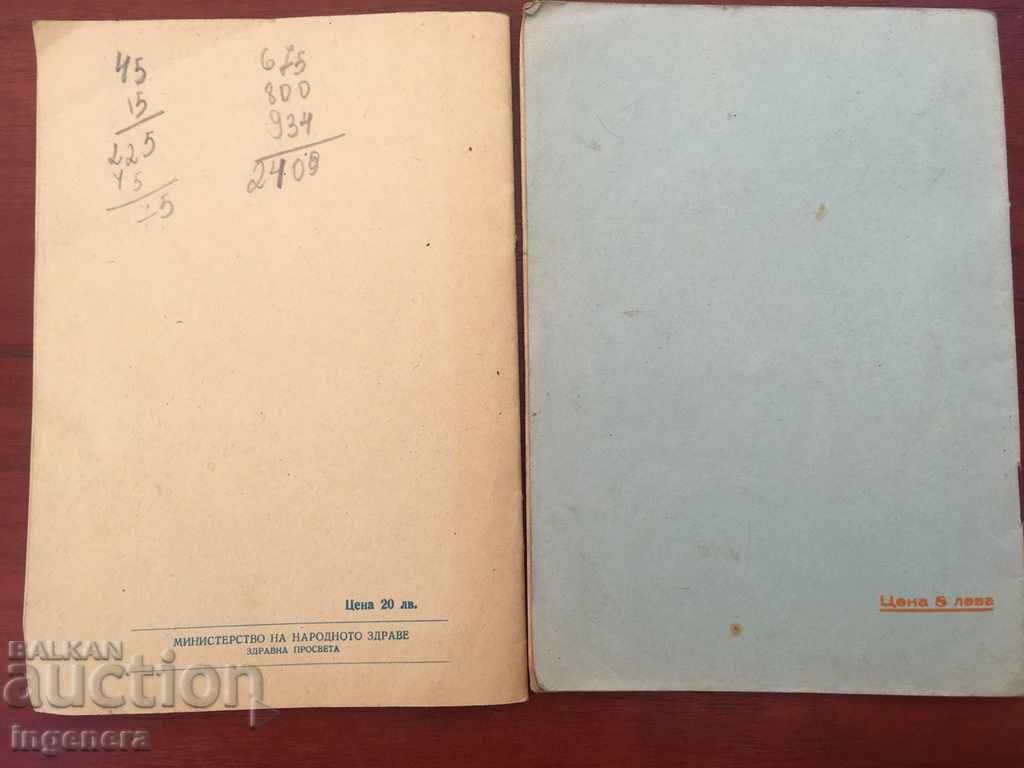 45
15
225
45
675
800
934
2409
Цена 20 лв.
МИНИСТЕРСТВО НА НАРОДНОТО ЗДРАВЕ
ЗДРАВНА ПРОСВЕТА
Цена 8 лева
BALKAN
auction
ingenera